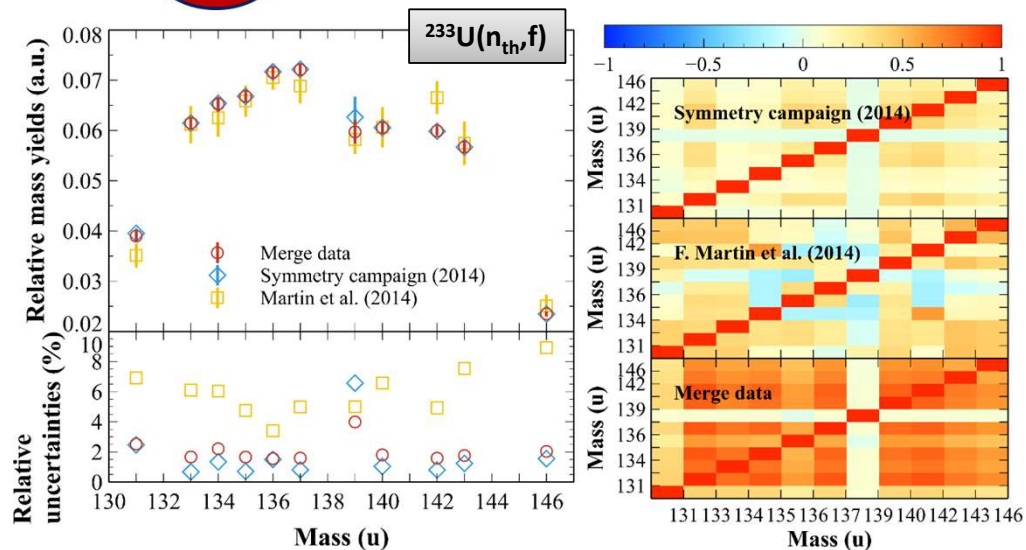 ²³³U(nth,f)
0.08
0.07
0.06
0.05
0.04
0.03
0.02
Relative mass yields (a.u.)
Merge data
Symmetry campaign (2014)
Martin et al. (2014)
10
8
6
4
2
0
Relative
uncertainties (%)
130 132 134 136 138 140 142 144 146
Mass (u)
−1 −0.5 0 0.5 1
146
142
139
136
134
131
Mass (u)
Symmetry campaign (2014)
146
142
139
136
134
131
Mass (u)
F. Martin et al. (2014)
146
142
139
136
134
131
Mass (u)
Merge data
131 133 134 135 136 137 139 140 142 143 146
Mass (u)